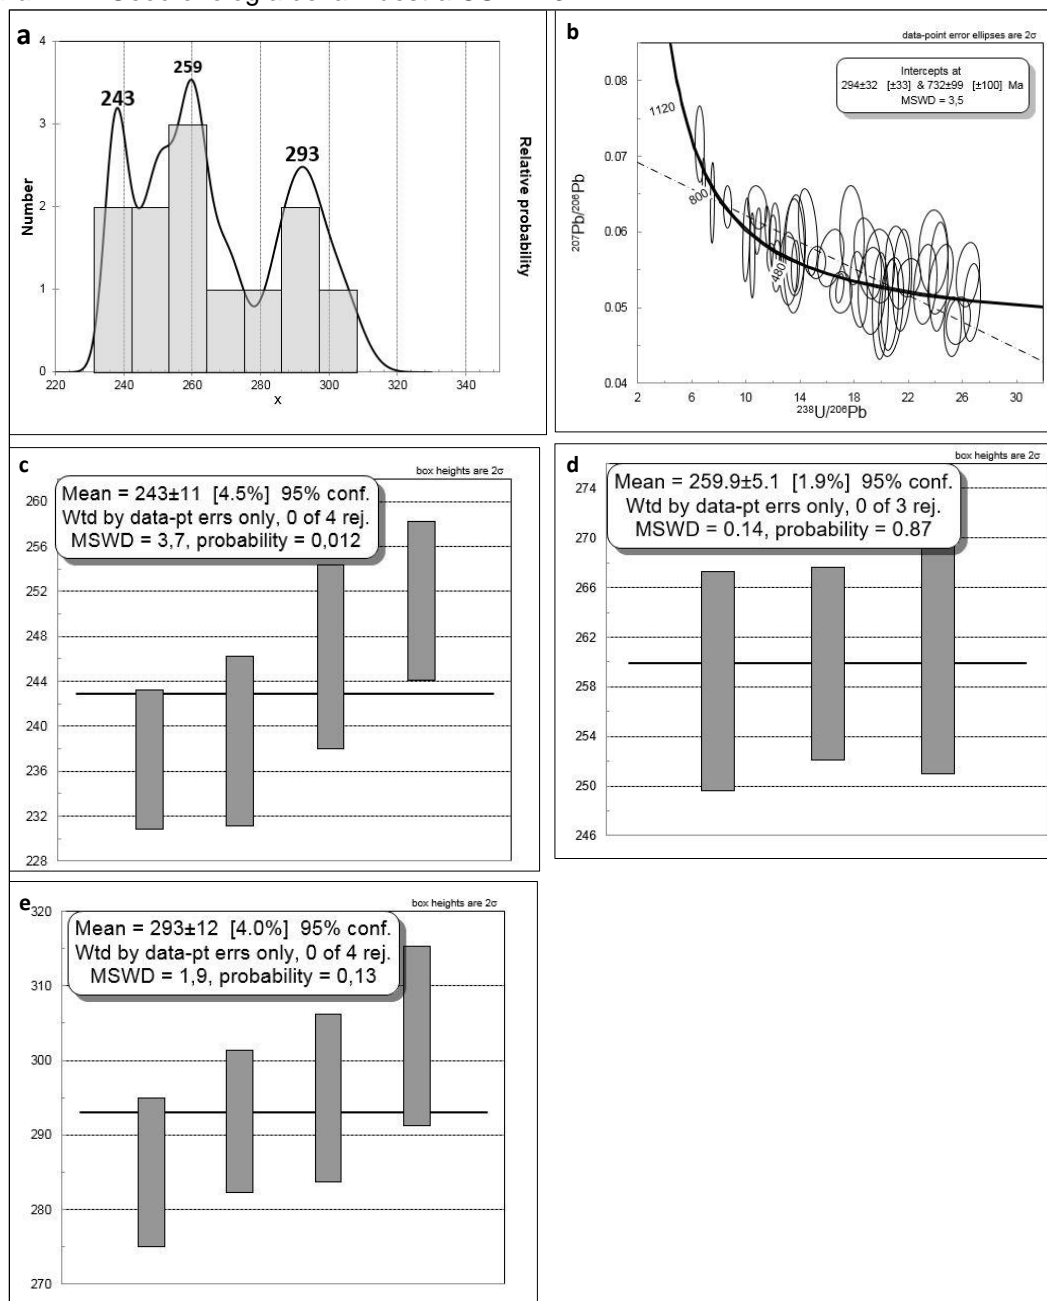 a
4
3
2
1
0
Number
243
259
293
Relative probability
220
240
260
280
300
320
340
x
b
data-point error ellipses are 2σ
Intercepts at
294±32 [±33] & 732±99 [±100] Ma
MSWD = 3,5
0.08
0.07
0.06
0.05
0.04
207Pb/206Pb
1120
800
480
2
6
10
14
18
22
26
30
238U/206Pb
c
box heights are 2σ
Mean = 243±11 [4.5%] 95% conf.
Wtd by data-pt errs only, 0 of 4 rej.
MSWD = 3,7, probability = 0,012
260
256
252
248
244
240
236
232
228
d
box heights are 2σ
Mean = 259.9±5.1 [1.9%] 95% conf.
Wtd by data-pt errs only, 0 of 3 rej.
MSWD = 0.14, probability = 0.87
274
270
266
262
258
254
250
246
e
box heights are 2σ
Mean = 293±12 [4.0%] 95% conf.
Wtd by data-pt errs only, 0 of 4 rej.
MSWD = 1,9, probability = 0,13
320
310
300
290
280
270